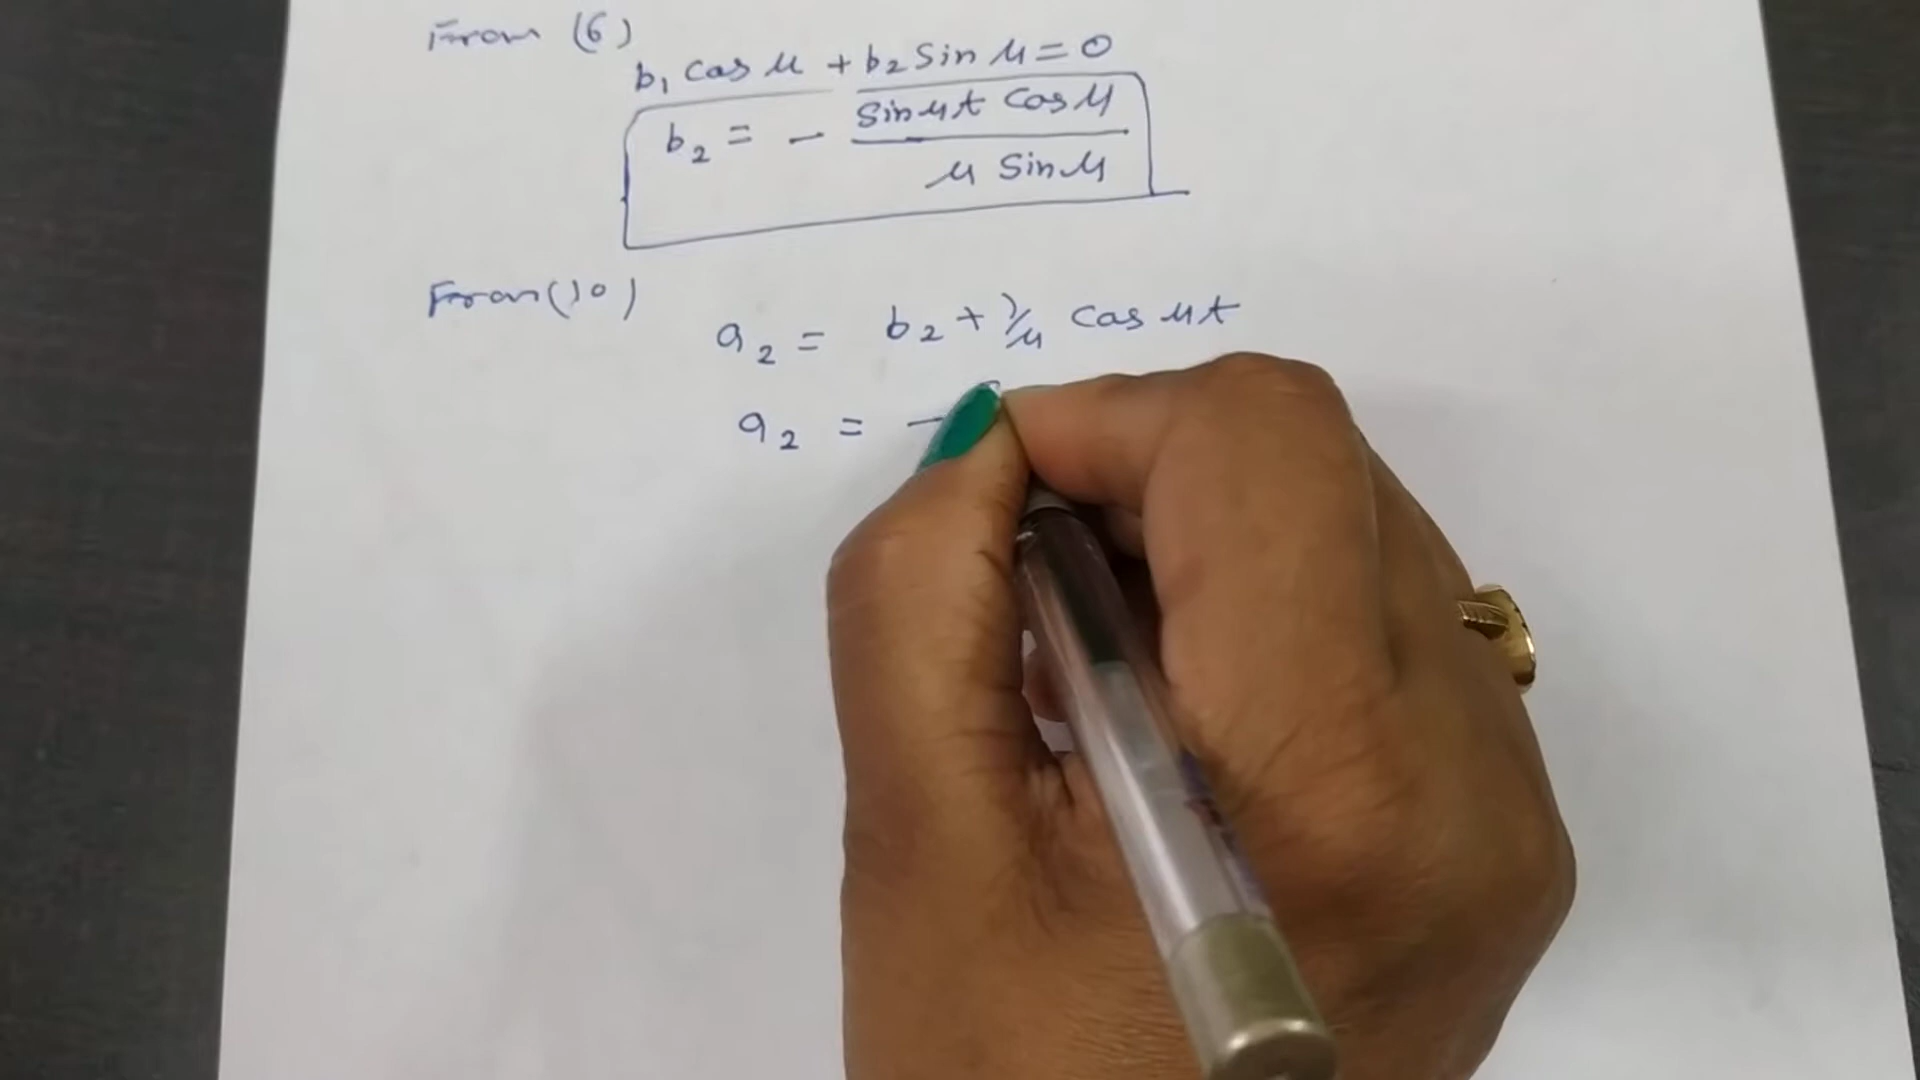 From (6)
b₁ cos μ + b₂ sin μ = 0
b₂ = - sin μt cos μ / μ sin μ
From (10)
a₂ = b₂ + 1/μ cos μt
a₂ = -